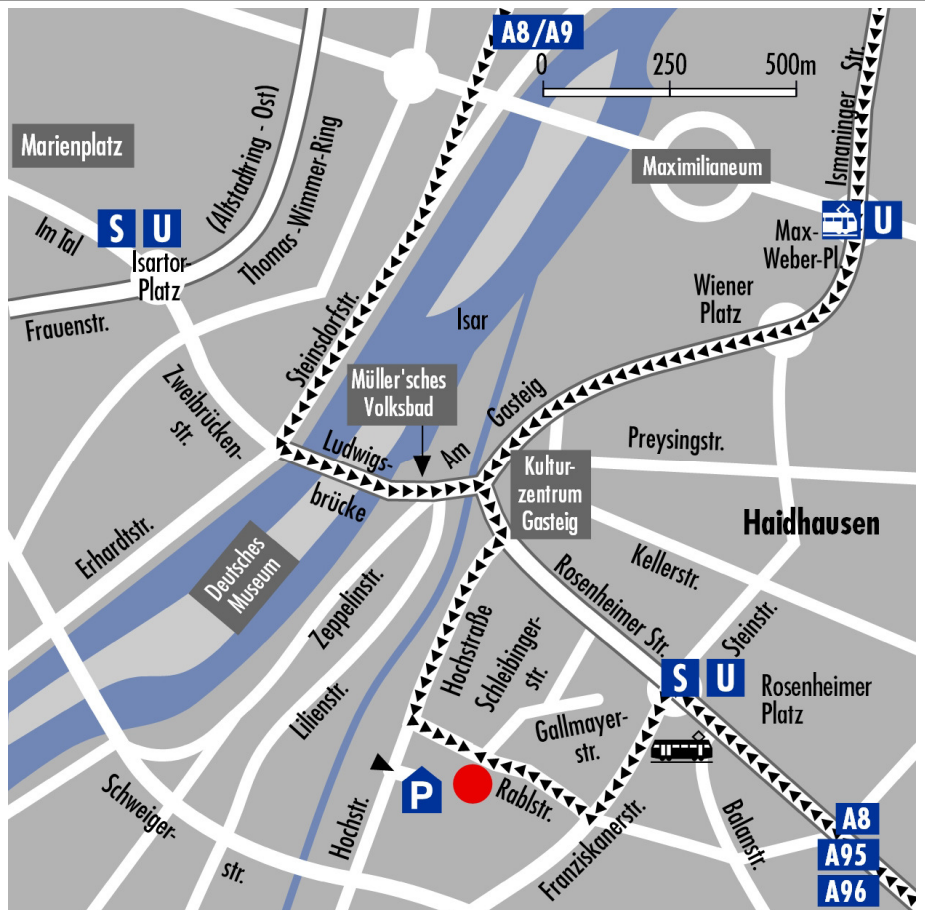 A8/A9
0 250 500m
Ismaninger Str.
Marienplatz
(Altstadtring - Ost)
Thomas -Wimmer-Ring
Maximilianeum
Im Tal
S U
Isartor-
Platz
U
Max-
Weber-Pl.
Wiener
Platz
Frauenstr.
Steinsdorfstr.
Isar
Müller'sches
Volksbad
Zweibrücken-
str.
Ludwigs-
brücke
Am
Gasteig
Preysingstr.
Kultur-
zentrum
Gasteig
Haidhausen
Erhardtstr.
Deutsches
Museum
Zeppelinstr.
Kellerstr.
Rosenheimer Str.
Hochstraße
Schleibinger-
str.
Steinstr.
S U
Rosenheimer
Platz
Lilienstr.
Gallmayer-
str.
P
Rablstr.
Schweiger-
str.
Hochstr.
Franziskanerstr.
Balanstr.
A8
A95
A96